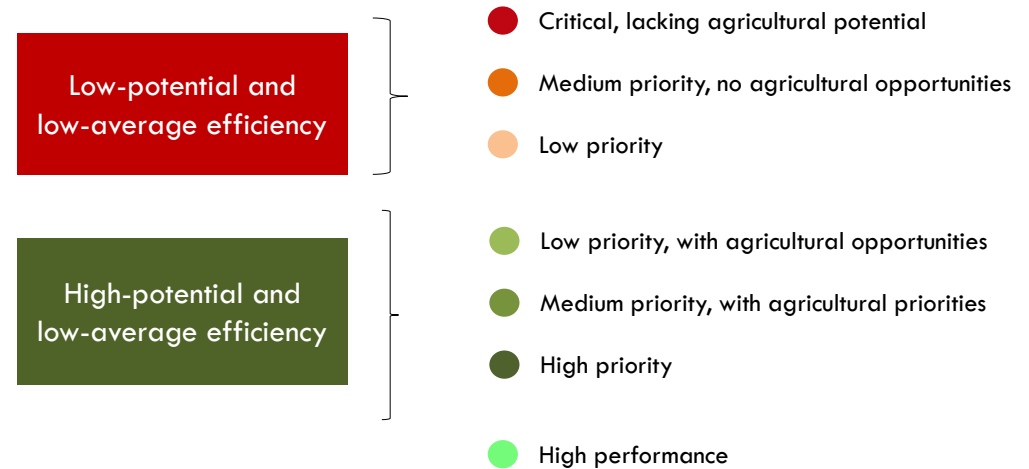 Low-potential and
low-average efficiency
Critical, lacking agricultural potential
Medium priority, no agricultural opportunities
Low priority
High-potential and
low-average efficiency
Low priority, with agricultural opportunities
Medium priority, with agricultural priorities
High priority
High performance